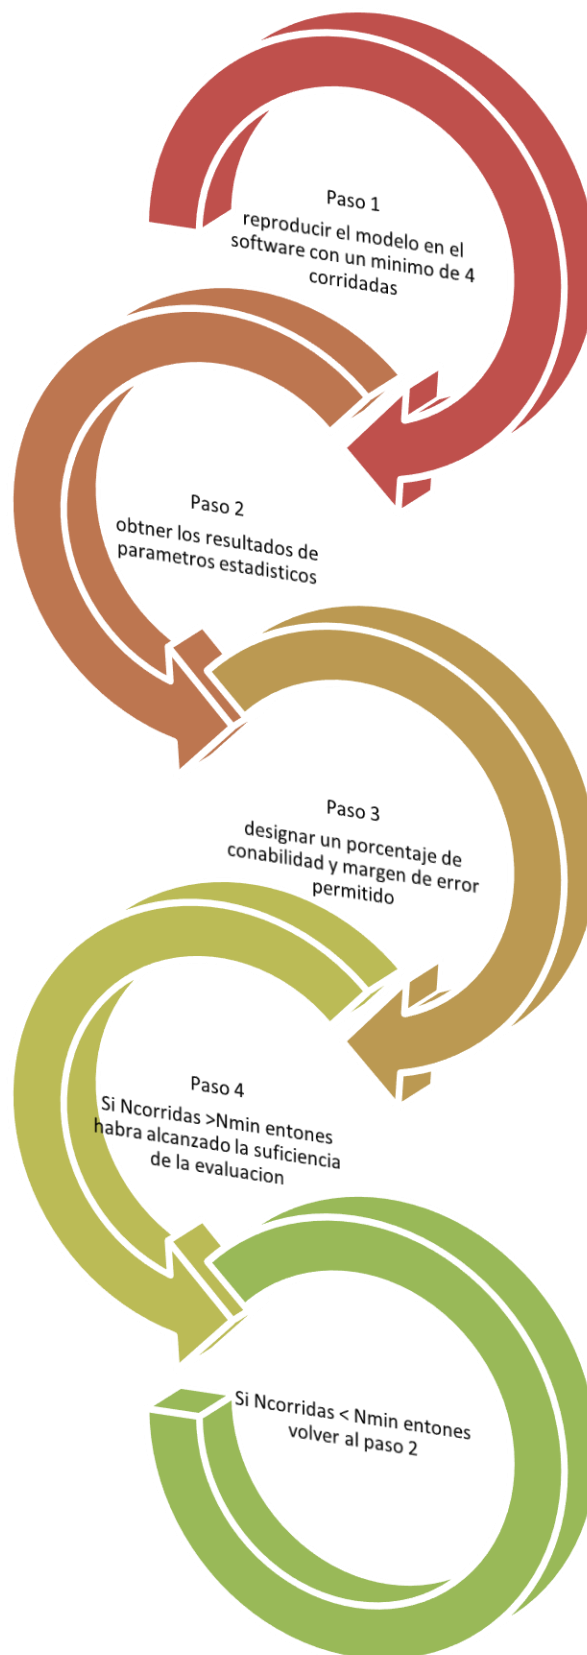 Paso 1
reproducir el modelo en el
software con un minimo de 4
corridadas
Paso 2
obtner los resultados de
parametros estadisticos
Paso 3
designar un porcentaje de
conabilidad y margen de error
permitido
Paso 4
Si Ncorridas >Nmin entones
habra alcanzado la suficiencia
de la evaluacion
Si Ncorridas < Nmin entones
volver al paso 2